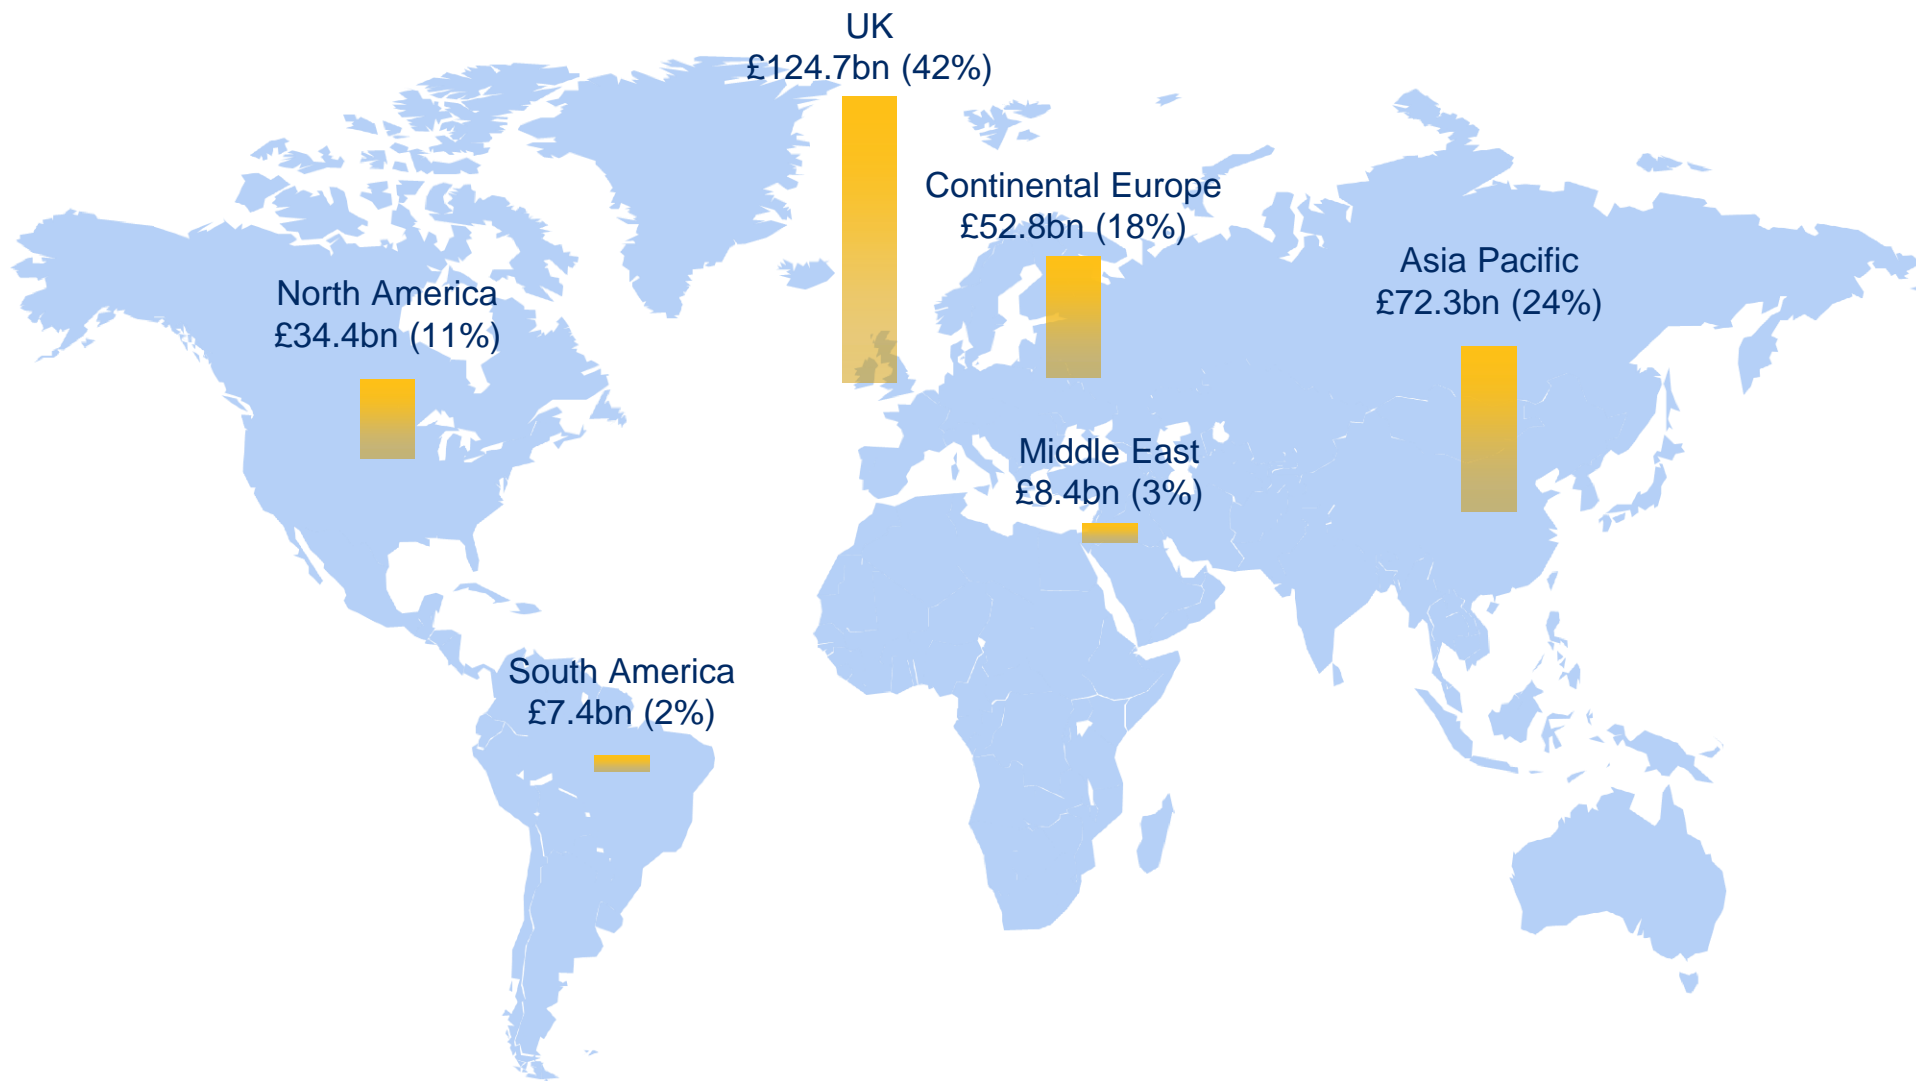 UK
£124.7bn (42%)
Continental Europe
£52.8bn (18%)
Asia Pacific
£72.3bn (24%)
North America
£34.4bn (11%)
Middle East
£8.4bn (3%)
South America
£7.4bn (2%)